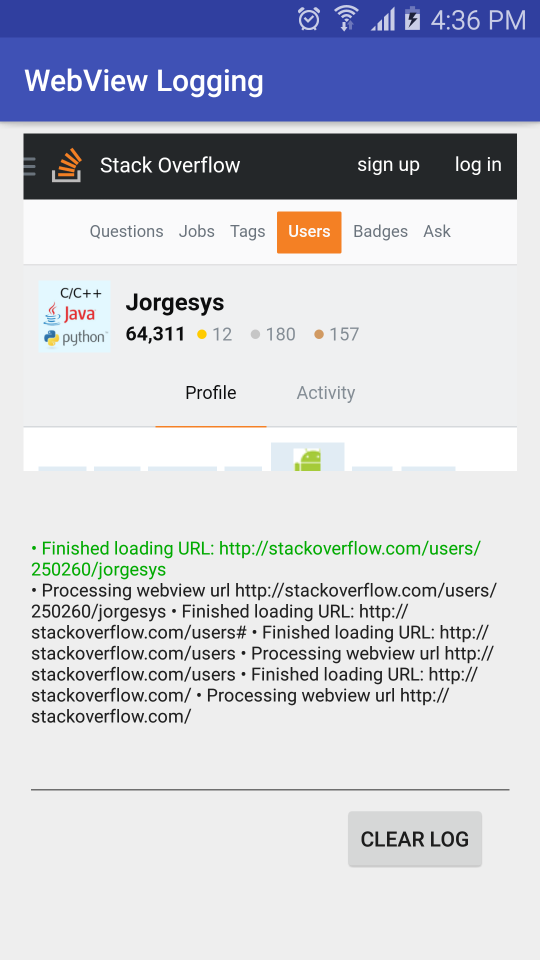 4:36 PM
WebView Logging
Stack Overflow sign up log in
Questions Jobs Tags Users Badges Ask
C/C++
Java
python
Jorgesys
64,311 12 180 157
Profile Activity
• Finished loading URL: http://stackoverflow.com/users/
250260/jorgesys
• Processing webview url http://stackoverflow.com/users/
250260/jorgesys • Finished loading URL: http://
stackoverflow.com/users# • Finished loading URL: http://
stackoverflow.com/users • Processing webview url http://
stackoverflow.com/users • Finished loading URL: http://
stackoverflow.com/ • Processing webview url http://
stackoverflow.com/
CLEAR LOG